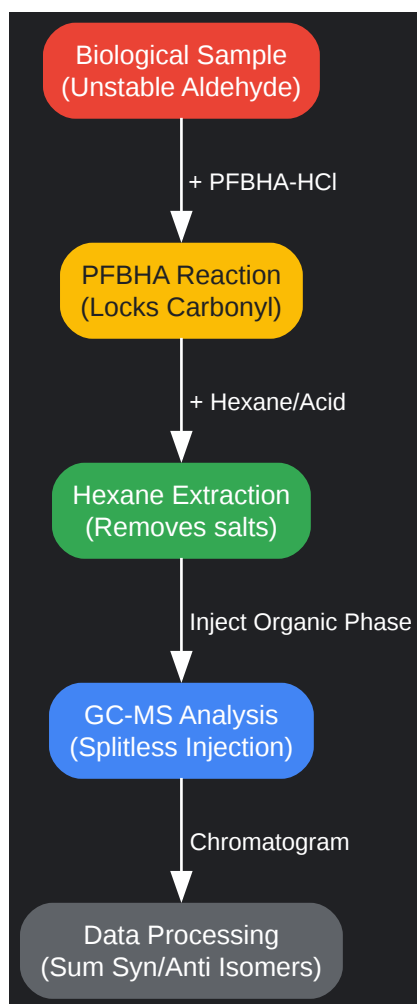 Biological Sample
(Unstable Aldehyde)
+ PFBHA-HCl
PFBHA Reaction
(Locks Carbonyl)
+ Hexane/Acid
Hexane Extraction
(Removes salts)
Inject Organic Phase
GC-MS Analysis
(Splitless Injection)
Chromatogram
Data Processing
(Sum Syn/Anti Isomers)